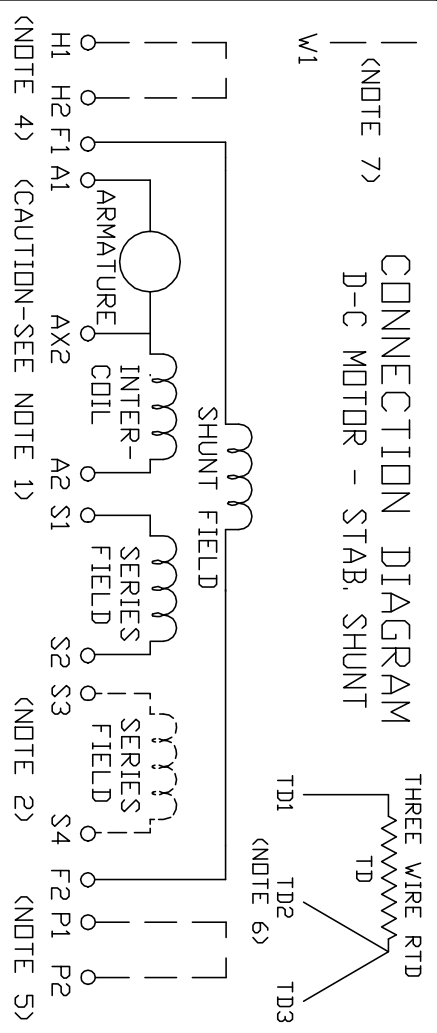 CONNECTION DIAGRAM
D-C MOTOR - STAB. SHUNT
W1
(NOTE 7)
THREE WIRE RTD
TD
TD1
TD2
TD3
(NOTE 6)
SHUNT FIELD
ARMATURE
INTER-
COIL
SERIES
FIELD
SERIES
FIELD
H1 H2 F1 A1 AX2 A2 S1 S2 S3 S4 F2 P1 P2
(NOTE 4) (CAUTION-SEE NOTE 1) (NOTE 2) (NOTE 5)